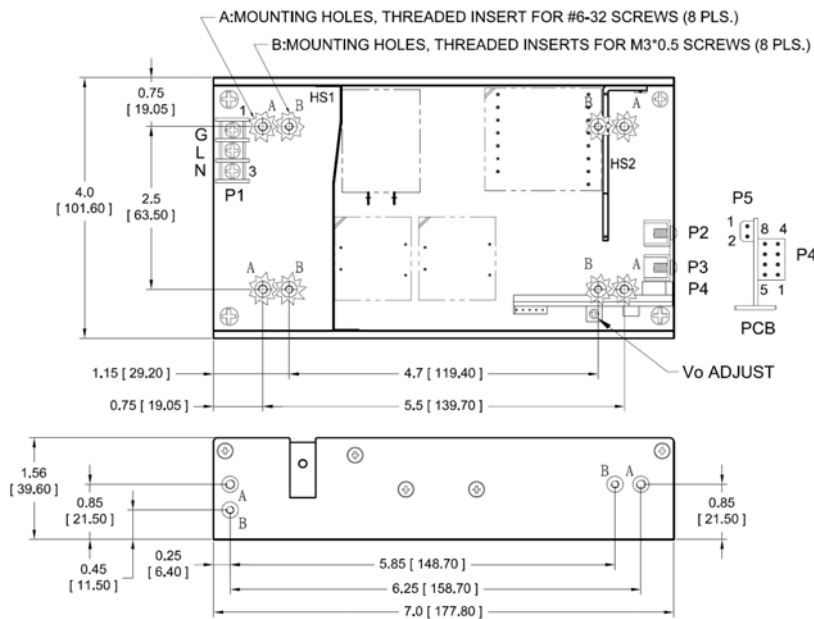 A:MOUNTING HOLES, THREADED INSERT FOR #6-32 SCREWS (8 PLS.)
B:MOUNTING HOLES, THREADED INSERTS FOR M3*0.5 SCREWS (8 PLS.)
0.75
[ 19.05]
4.0
[ 101.60]
2.5
[ 63.50]
1
A
B
HS1
B
A
HS2
G
L
N
3
P1
P2
P3
P4
A
B
B
A
P5
1
2
8 4
P4
5 1
PCB
Vo ADJUST
1.15 [ 29.20]
4.7 [ 119.40]
0.75 [ 19.05]
5.5 [ 139.70]
1.56
[ 39.60]
0.85
[ 21.50]
0.45
[ 11.50]
0.25
[ 6.40]
A
B
B
A
0.85
[ 21.50]
5.85 [ 148.70]
6.25 [ 158.70]
7.0 [ 177.80]